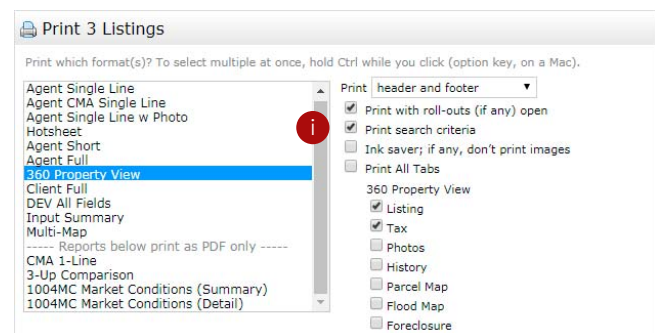 Print 3 Listings
Print which format(s)? To select multiple at once, hold Ctrl while you click (option key, on a Mac).
Agent Single Line
Agent CMA Single Line
Agent Single Line w Photo
Hotsheet
Agent Short
Agent Full
360 Property View
Client Full
DEV All Fields
Input Summary
Multi-Map
----- Reports below print as PDF only -----
CMA 1-Line
3-Up Comparison
1004MC Market Conditions (Summary)
1004MC Market Conditions (Detail)
i
Print header and footer
Print with roll-outs (if any) open
Print search criteria
Ink saver; if any, don't print images
Print All Tabs
360 Property View
Listing
Tax
Photos
History
Parcel Map
Flood Map
Foreclosure